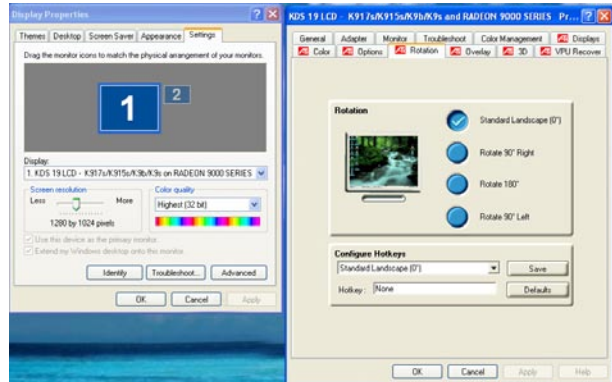 Display Properties
Themes Desktop Screen Saver Appearance Settings
Drag the monitor icons to match the physical arrangement of your monitors.
1 2
Display:
1. KDS 19 LCD - K917s/K915s/K9b/K9s on RADEON 9000 SERIES
Screen resolution
Less More
1280 by 1024 pixels
Color quality
Highest (32 bit)
Use this device as the primary monitor.
Extend my Windows desktop onto this monitor.
Identify Troubleshoot... Advanced
OK Cancel Apply
KDS 19 LCD - K917s/K915s/K9b/K9s and RADEON 9000 SERIES Pr...
General Adapter Monitor Troubleshoot Color Management Displays
Color Options Rotation Overlay 3D VPU Recover
Rotation
Standard Landscape (0°)
Rotate 90° Right
Rotate 180°
Rotate 90° Left
Configure Hotkeys
Standard Landscape (0°) Save
Hotkey: None Defaults
OK Cancel Apply Help